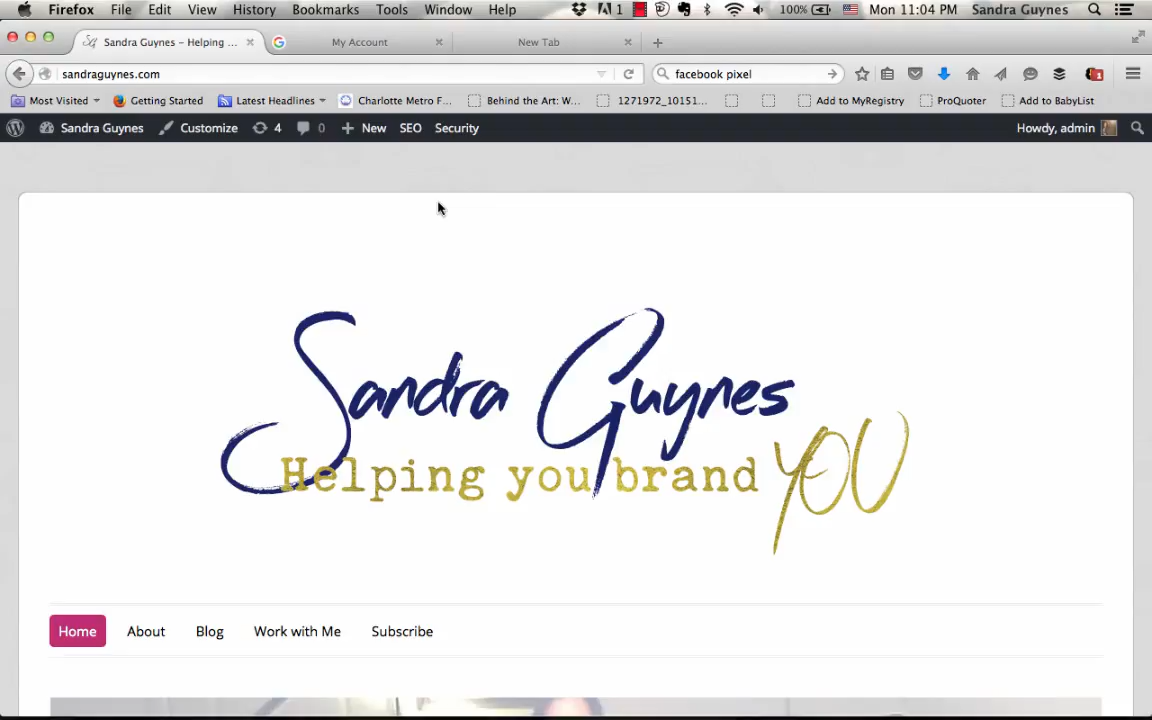 Firefox File Edit View History Bookmarks Tools Window Help 1 100% Mon 11:04 PM Sandra Guynes
Sandra Guynes – Helping ... My Account New Tab
sandraguynes.com facebook pixel 1
Most Visited Getting Started Latest Headlines Charlotte Metro F... Behind the Art: W... 1271972_10151... Add to MyRegistry ProQuoter Add to BabyList
Sandra Guynes Customize 4 0 New SEO Security Howdy, admin
Sandra Guynes
Helping you brand YOU
Home About Blog Work with Me Subscribe